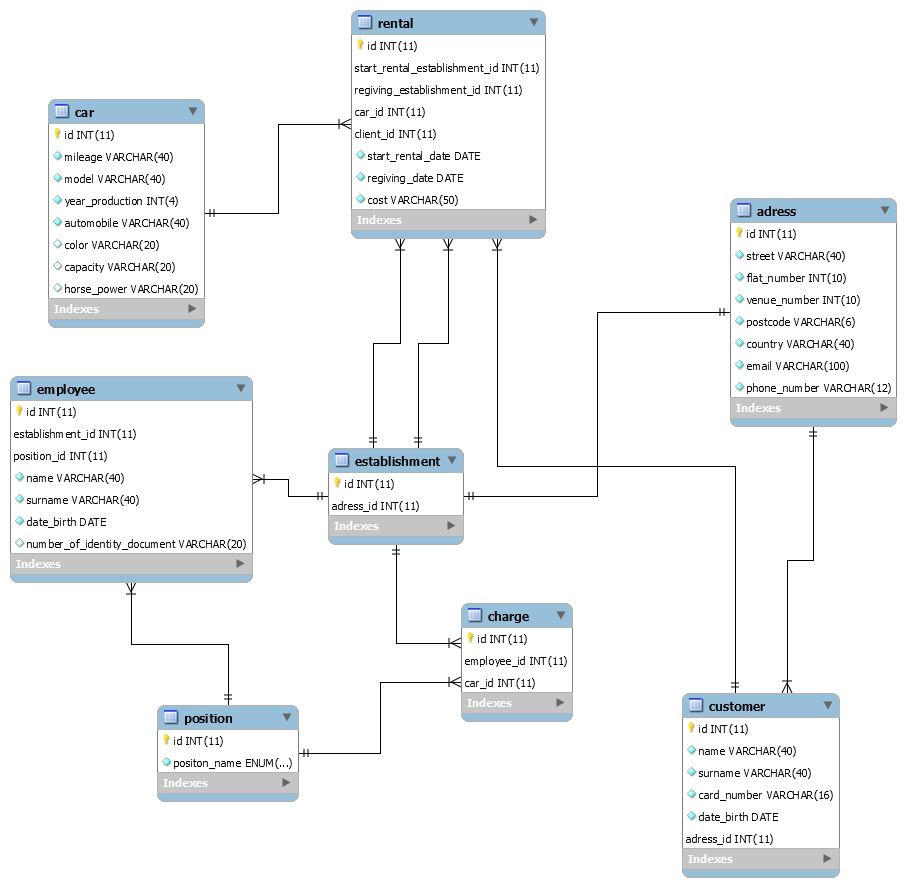 rental
id INT(11)
start_rental_establishment_id INT(11)
regiving_establishment_id INT(11)
car_id INT(11)
client_id INT(11)
start_rental_date DATE
regiving_date DATE
cost VARCHAR(50)
Indexes
car
id INT(11)
mileage VARCHAR(40)
model VARCHAR(40)
year_production INT(4)
automobile VARCHAR(40)
color VARCHAR(20)
capacity VARCHAR(20)
horse_power VARCHAR(20)
Indexes
adress
id INT(11)
street VARCHAR(40)
flat_number INT(10)
venue_number INT(10)
postcode VARCHAR(6)
country VARCHAR(40)
email VARCHAR(100)
phone_number VARCHAR(12)
Indexes
employee
id INT(11)
establishment_id INT(11)
position_id INT(11)
name VARCHAR(40)
surname VARCHAR(40)
date_birth DATE
number_of_identity_document VARCHAR(20)
Indexes
establishment
id INT(11)
adress_id INT(11)
Indexes
charge
id INT(11)
employee_id INT(11)
car_id INT(11)
Indexes
position
id INT(11)
positon_name ENUM(...)
Indexes
customer
id INT(11)
name VARCHAR(40)
surname VARCHAR(40)
card_number VARCHAR(16)
date_birth DATE
adress_id INT(11)
Indexes